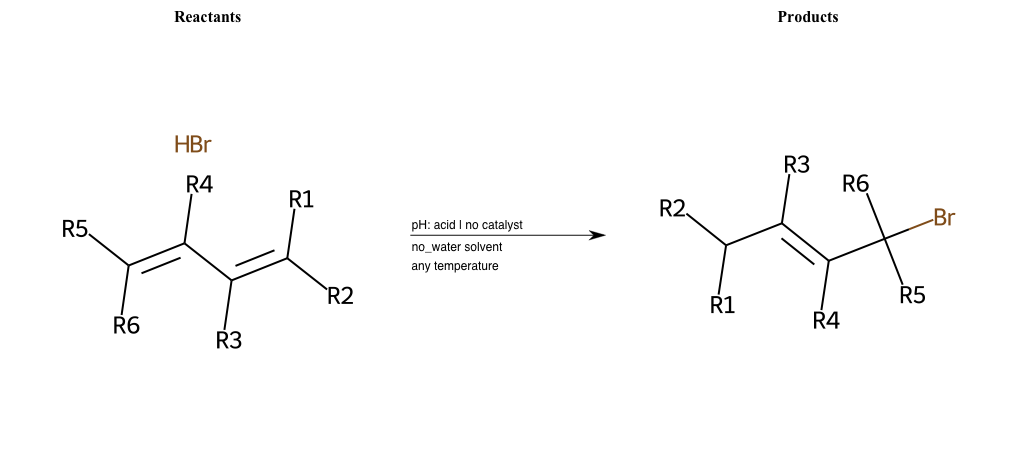 Reactants
Products
HBr
R4
R1
R5
R2
R6
R3
pH: acid | no catalyst
no_water solvent
any temperature
R3
R6
R2
Br
R5
R1
R4